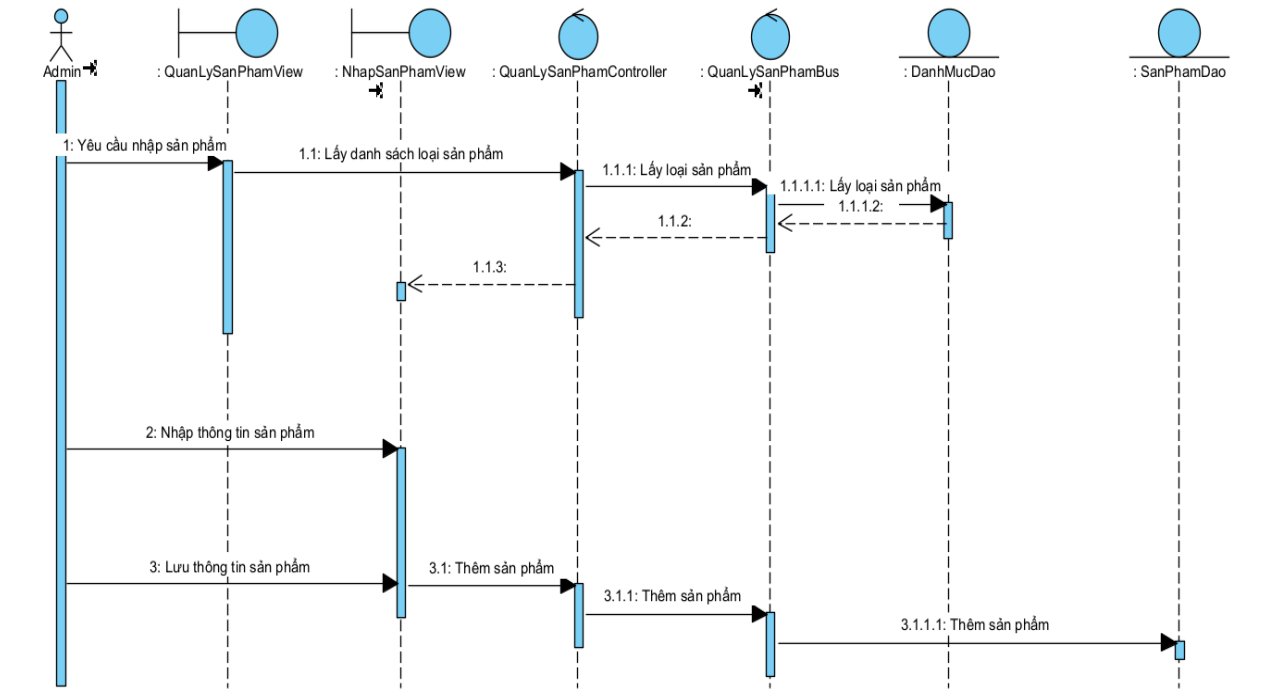 Admin
: QuanLySanPhamView
: NhapSanPhamView
: QuanLySanPhamController
: QuanLySanPhamBus
: DanhMucDao
: SanPhamDao
1: Yêu cầu nhập sản phẩm
1.1: Lấy danh sách loại sản phẩm
1.1.1: Lấy loại sản phẩm
1.1.1.1: Lấy loại sản phẩm
1.1.1.2:
1.1.2:
1.1.3:
2: Nhập thông tin sản phẩm
3: Lưu thông tin sản phẩm
3.1: Thêm sản phẩm
3.1.1: Thêm sản phẩm
3.1.1.1: Thêm sản phẩm